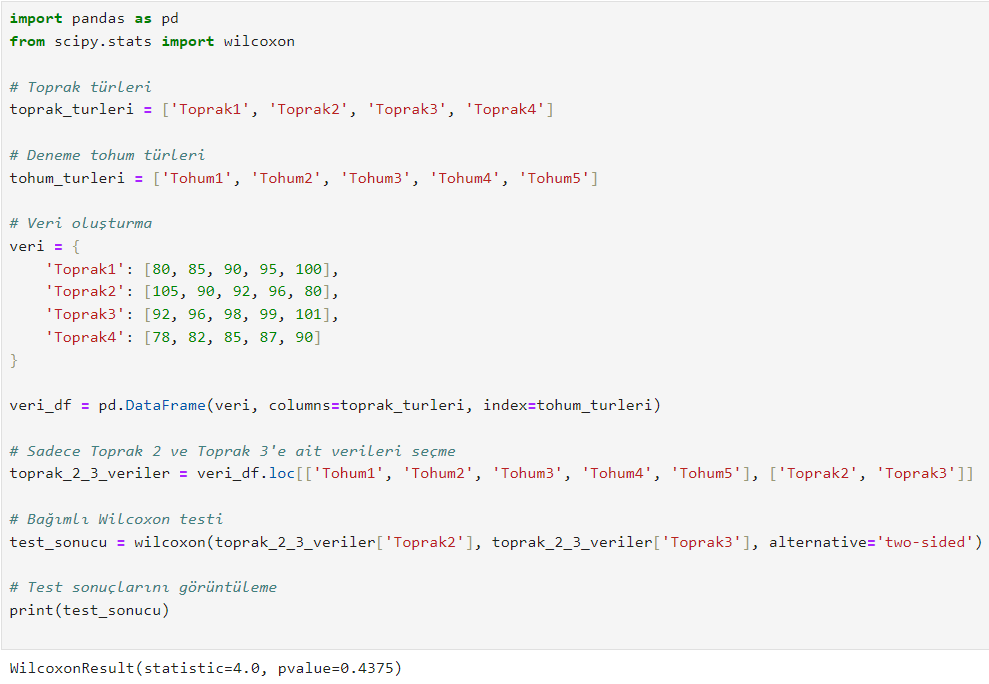 import pandas as pd
from scipy.stats import wilcoxon
# Toprak türleri
toprak_turleri = ['Toprak1', 'Toprak2', 'Toprak3', 'Toprak4']
# Deneme tohum türleri
tohum_turleri = ['Tohum1', 'Tohum2', 'Tohum3', 'Tohum4', 'Tohum5']
# Veri oluşturma
veri = {
    'Toprak1': [80, 85, 90, 95, 100],
    'Toprak2': [105, 90, 92, 96, 80],
    'Toprak3': [92, 96, 98, 99, 101],
    'Toprak4': [78, 82, 85, 87, 90]
}
veri_df = pd.DataFrame(veri, columns=toprak_turleri, index=tohum_turleri)
# Sadece Toprak 2 ve Toprak 3'e ait verileri seçme
toprak_2_3_veriler = veri_df.loc[['Tohum1', 'Tohum2', 'Tohum3', 'Tohum4', 'Tohum5'], ['Toprak2', 'Toprak3']]
# Bağımlı Wilcoxon testi
test_sonucu = wilcoxon(toprak_2_3_veriler['Toprak2'], toprak_2_3_veriler['Toprak3'], alternative='two-sided')
# Test sonuçlarını görüntüleme
print(test_sonucu)
WilcoxonResult(statistic=4.0, pvalue=0.4375)